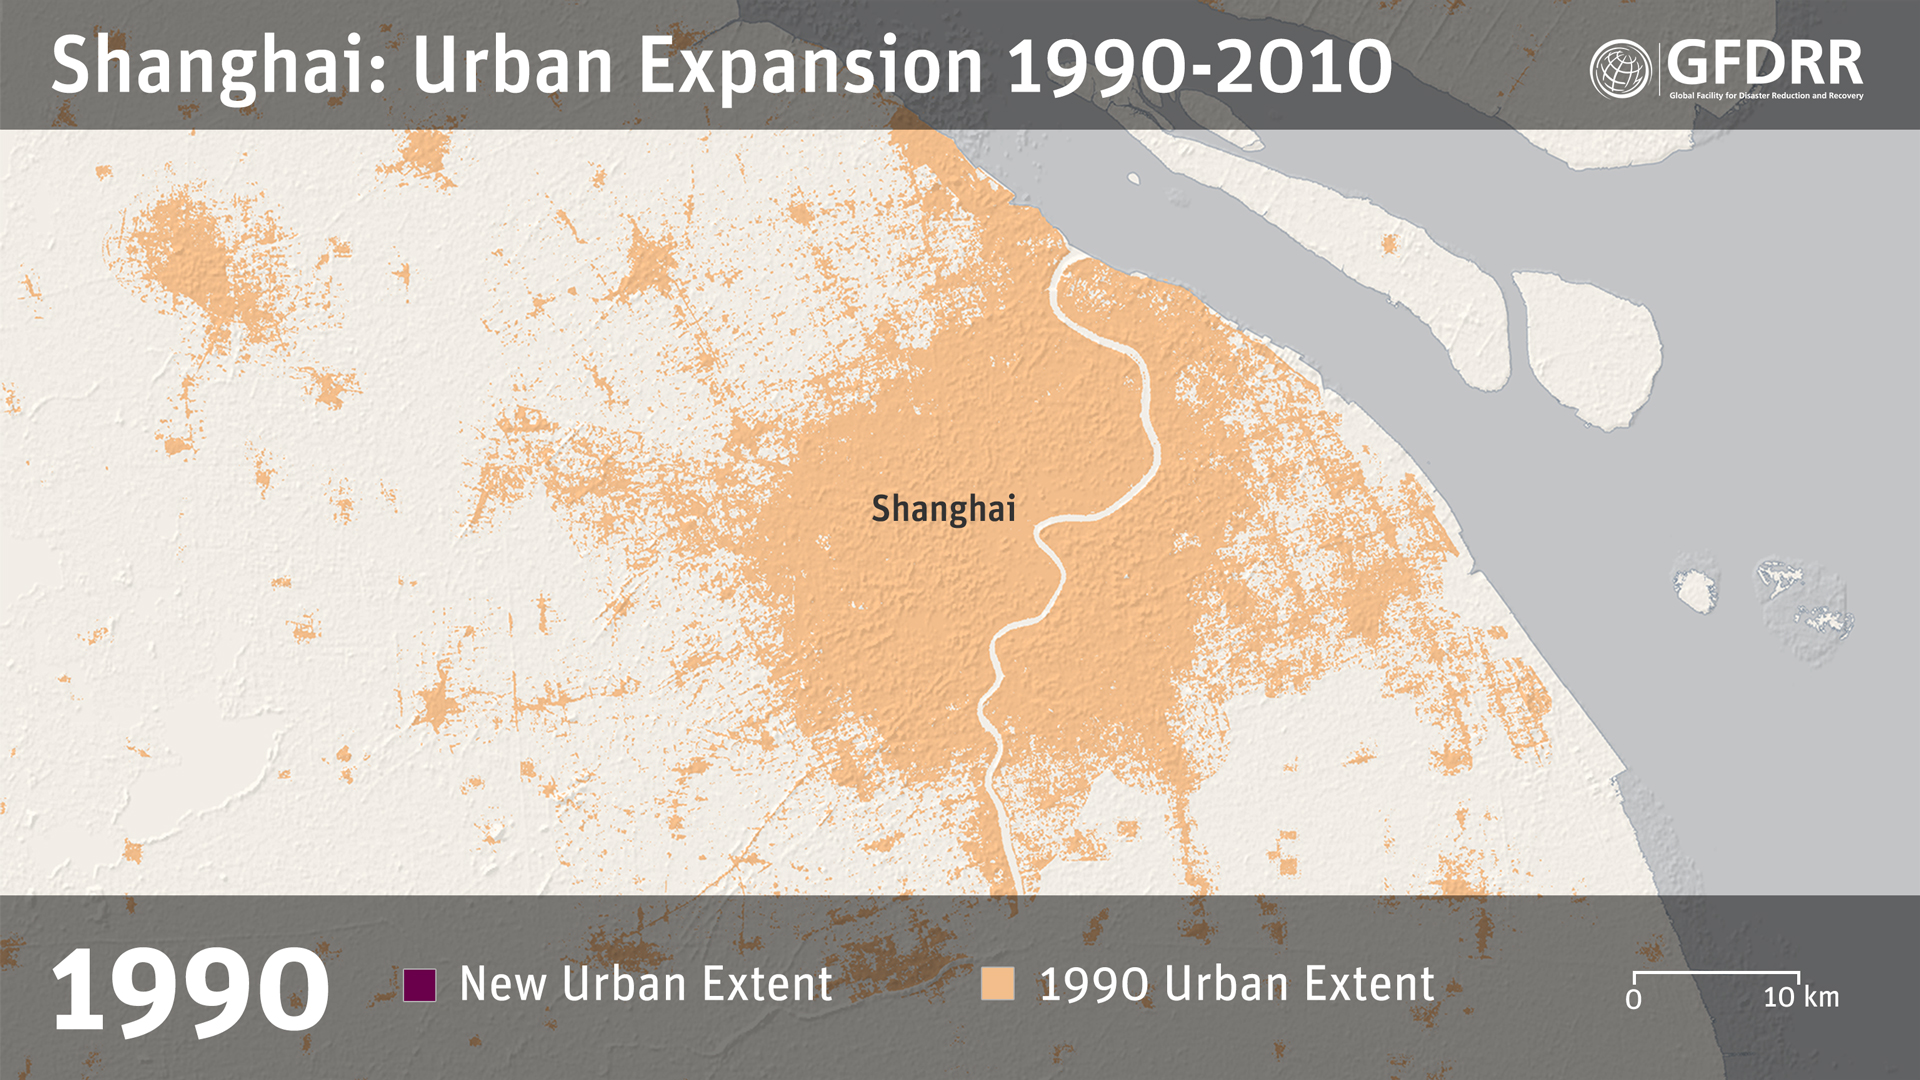 Shanghai: Urban Expansion 1990-2010
GFDRR
Global Facility for Disaster Reduction and Recovery
Shanghai
1990
New Urban Extent
1990 Urban Extent
0
10 km